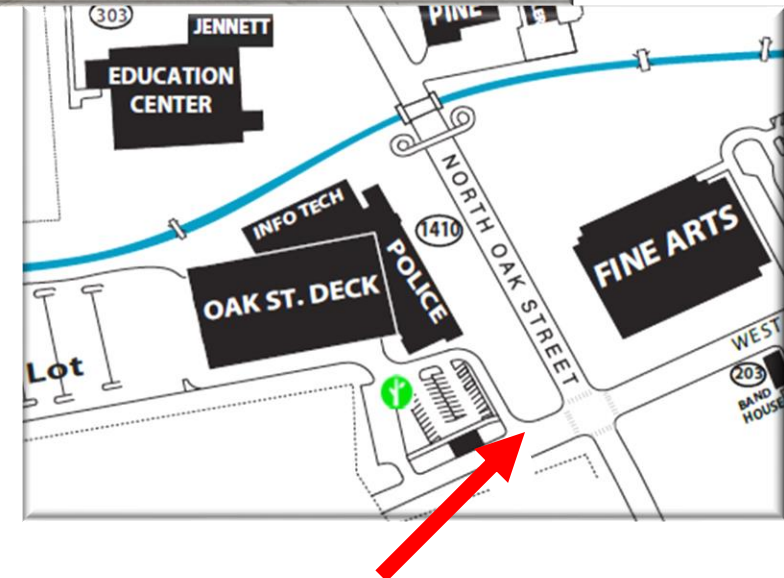 303
JENNETT
PINE
EDUCATION
CENTER
INFO TECH
1410
POLICE
NORTH OAK STREET
FINE ARTS
OAK ST. DECK
Lot
WEST
203
BAND
HOUSE